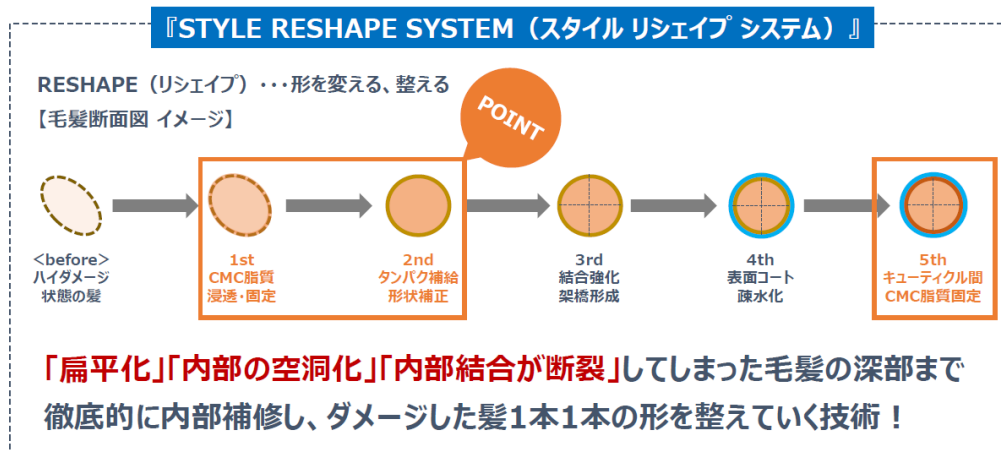 『STYLE RESHAPE SYSTEM（スタイル リシェイプ システム）』
RESHAPE（リシェイプ）・・・形を変える、整える
【毛髪断面図 イメージ】
POINT
<before>
ハイダメージ
状態の髪
1st
CMC脂質
浸透・固定
2nd
タンパク補給
形状補正
3rd
結合強化
架橋形成
4th
表面コート
疎水化
5th
キューティクル間
CMC脂質固定
「扁平化」「内部の空洞化」「内部結合が断裂」してしまった毛髪の深部まで
徹底的に内部補修し、ダメージした髪1本1本の形を整えていく技術！